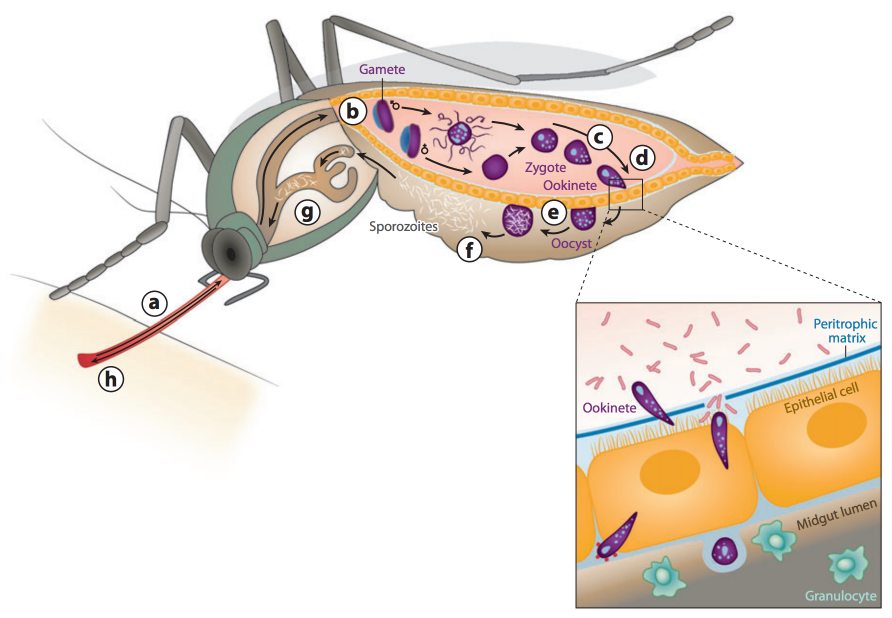 Gamete
b
c
d
Zygote
Ookinete
g
e
Sporozoites
f
Oocyst
a
h
Peritrophic
matrix
Epithelial cell
Ookinete
Midgut lumen
Granulocyte